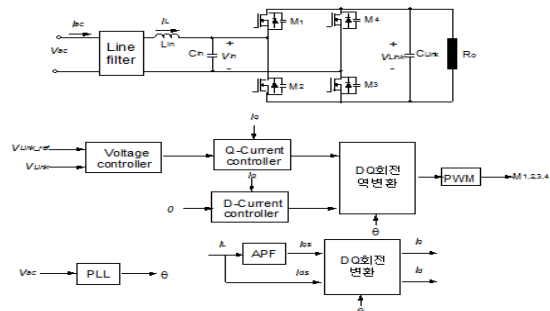 Iac
IL
M1
M4
Vac
Line
filter
Lin
Cin
+
Vin
-
M2
M3
+
VLink
-
CLink
Ro
VLink_ref
VLink
Voltage
controller
IQ
Q-Current
controller
ID
0
D-Current
controller
DQ회전
역변환
θ
PWM
M1,2,3,4
Vac
PLL
θ
IL
APF
Iqs
Ids
DQ회전
변환
Iq
Id
θ